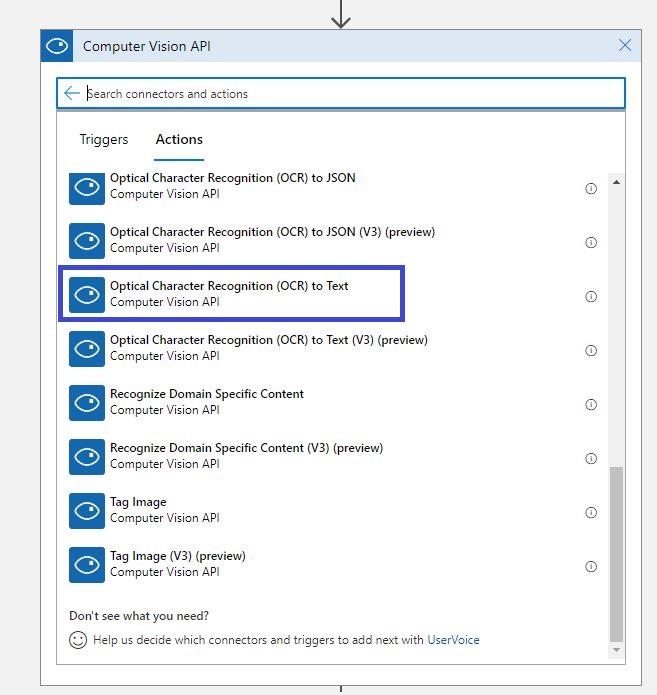 Computer Vision API
Search connectors and actions
Triggers Actions
Optical Character Recognition (OCR) to JSON
Computer Vision API
Optical Character Recognition (OCR) to JSON (V3) (preview)
Computer Vision API
Optical Character Recognition (OCR) to Text
Computer Vision API
Optical Character Recognition (OCR) to Text (V3) (preview)
Computer Vision API
Recognize Domain Specific Content
Computer Vision API
Recognize Domain Specific Content (V3) (preview)
Computer Vision API
Tag Image
Computer Vision API
Tag Image (V3) (preview)
Computer Vision API
Don't see what you need?
Help us decide which connectors and triggers to add next with UserVoice